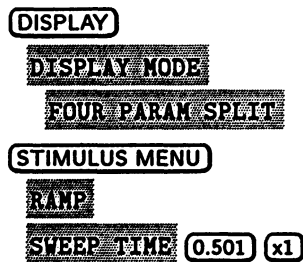 DISPLAY
DISPLAY MODE
FOUR PARAM SPLIT
STIMULUS MENU
RAMP
SWEEP TIME 0.501 x1